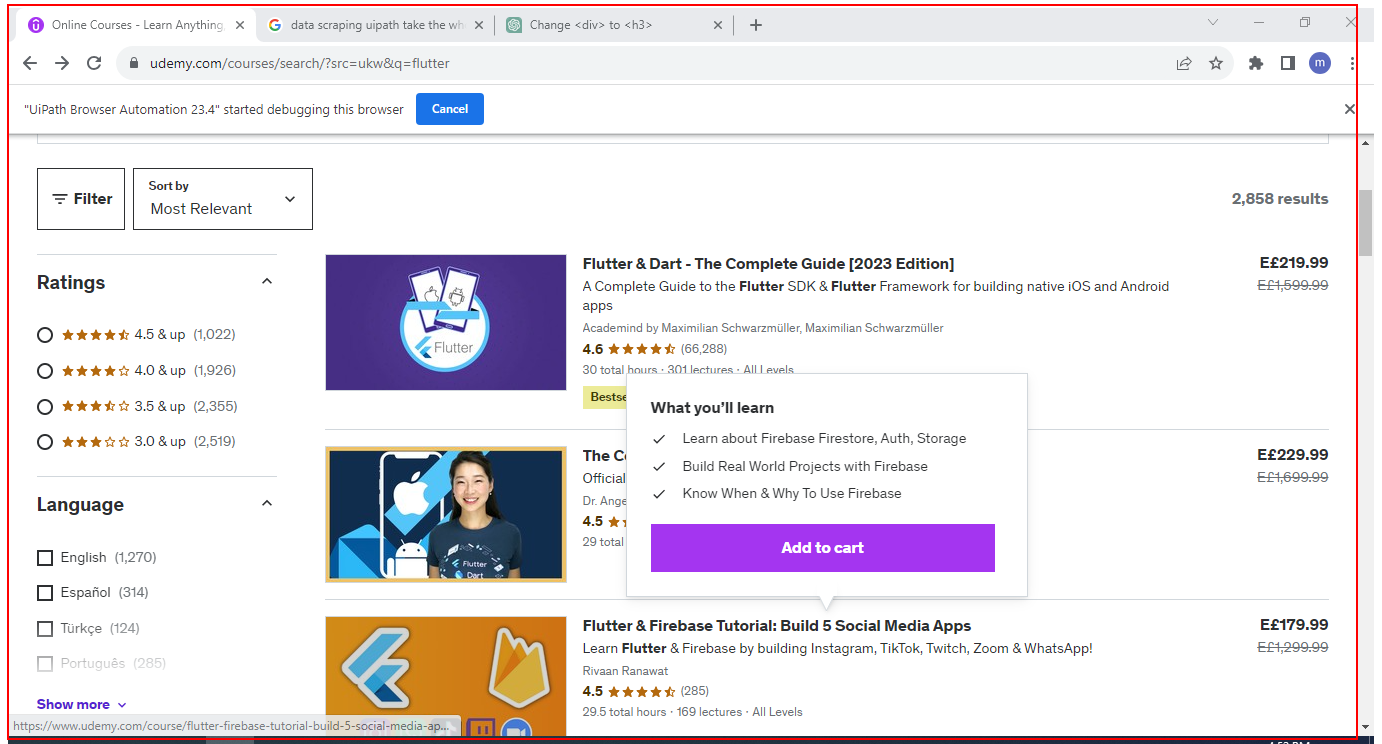 Online Courses - Learn Anything,
data scraping uipath take the wh
Change <div> to <h3>
udemy.com/courses/search/?src=ukw&q=flutter
m
"UiPath Browser Automation 23.4" started debugging this browser
Cancel
Filter
Sort by
Most Relevant
2,858 results
Ratings
4.5 & up (1,022)
4.0 & up (1,926)
3.5 & up (2,355)
3.0 & up (2,519)
Language
English (1,270)
Español (314)
Türkçe (124)
Português (285)
Show more
Flutter
Flutter & Dart - The Complete Guide [2023 Edition]
E£219.99
A Complete Guide to the Flutter SDK & Flutter Framework for building native iOS and Android
apps
E£1,599.99
Academind by Maximilian Schwarzmüller, Maximilian Schwarzmüller
4.6 (66,288)
30 total hours · 301 lectures · All Levels
Bestse
What you'll learn
Learn about Firebase Firestore, Auth, Storage
Build Real World Projects with Firebase
Know When & Why To Use Firebase
Add to cart
Flutter
Dart
The Co
E£229.99
Official
E£1,699.99
Dr. Ange
4.5
29 total
Flutter & Firebase Tutorial: Build 5 Social Media Apps
E£179.99
Learn Flutter & Firebase by building Instagram, TikTok, Twitch, Zoom & WhatsApp!
E£1,299.99
Rivaan Ranawat
4.5 (285)
29.5 total hours · 169 lectures · All Levels
https://www.udemy.com/course/flutter-firebase-tutorial-build-5-social-media-ap...